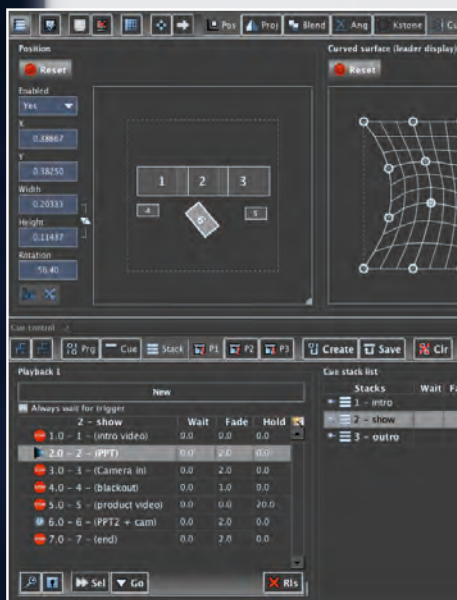 Pos Proj Blend Ang Kstone Cu
Position
Reset
Enabled
Yes
X
0.38667
Y
0.38250
Width
0.20333
Height
0.11437
Rotation
56.40
1 2 3
4 5
Curved surface (leader display)
Reset
Cue control
Prg Cue Stack P1 P2 P3 Create Save Clr
Playback 1
New
Always wait for trigger
2 - show Wait Fade Hold
1.0 - 1 - (intro video) 0.0 0.0 0.0
2.0 - 2 - (PPT) 0.0 2.0 0.0
3.0 - 3 - (Camera in) 0.0 2.0 0.0
4.0 - 4 - (blackout) 0.0 1.0 0.0
5.0 - 5 - (product video) 0.0 0.0 20.0
6.0 - 6 - (PPT2 + cam) 0.0 2.0 0.0
7.0 - 7 - (end) 0.0 2.0 0.0
Sel Go Rls
Cue stack list
Stacks Wait Fa
1 - intro
2 - show
3 - outro